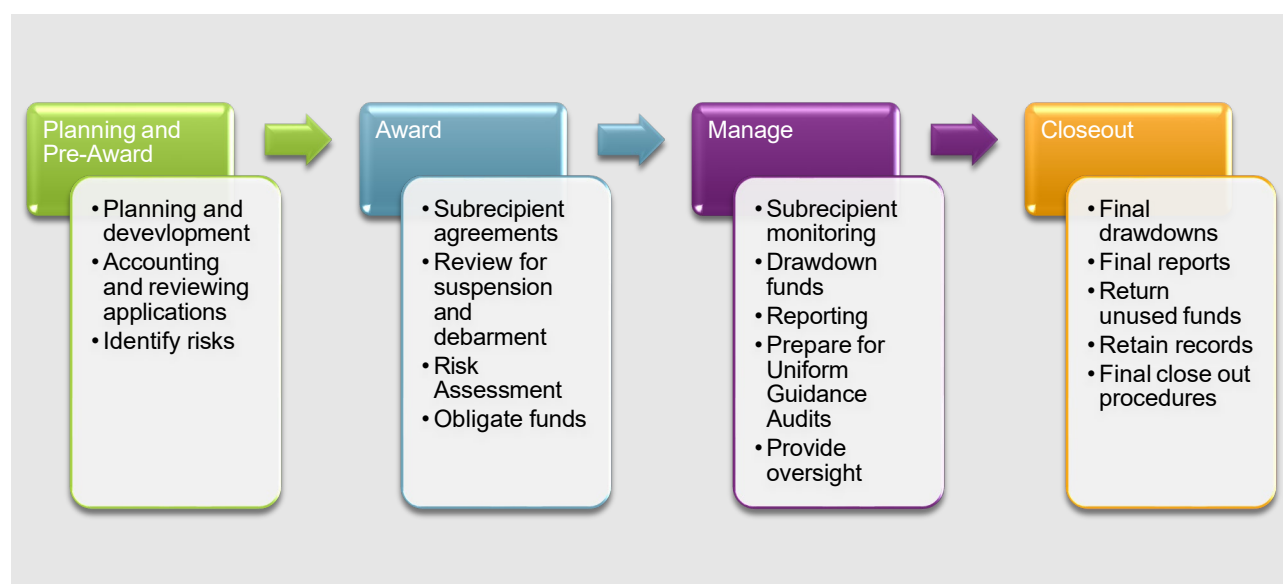 Planning and
Pre-Award
• Planning and
devevlopment
• Accounting
and reviewing
applications
• Identify risks
Award
• Subrecipient
agreements
• Review for
suspension
and
debarment
• Risk
Assessment
• Obligate funds
Manage
• Subrecipient
monitoring
• Drawdown
funds
• Reporting
• Prepare for
Uniform
Guidance
Audits
• Provide
oversight
Closeout
• Final
drawdowns
• Final reports
• Return
unused funds
• Retain records
• Final close out
procedures